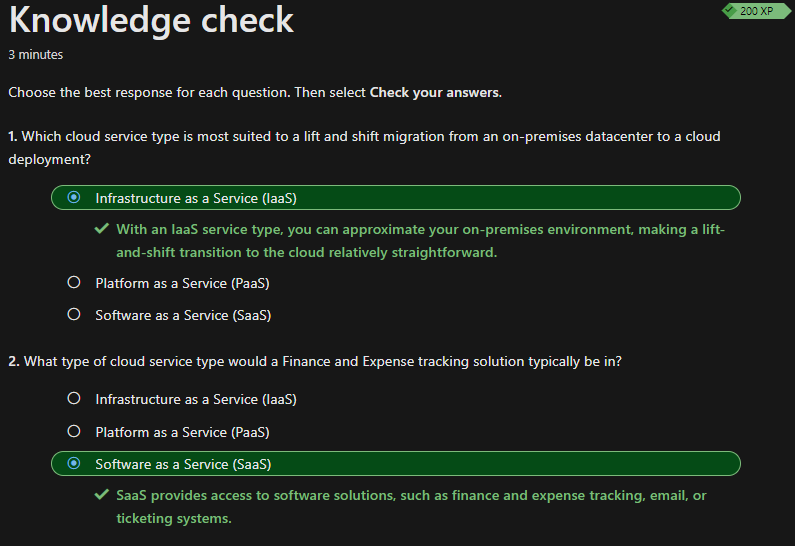 Knowledge check
200 XP
3 minutes
Choose the best response for each question. Then select Check your answers.
1. Which cloud service type is most suited to a lift and shift migration from an on-premises datacenter to a cloud
deployment?
Infrastructure as a Service (IaaS)
With an IaaS service type, you can approximate your on-premises environment, making a lift-
and-shift transition to the cloud relatively straightforward.
Platform as a Service (PaaS)
Software as a Service (SaaS)
2. What type of cloud service type would a Finance and Expense tracking solution typically be in?
Infrastructure as a Service (IaaS)
Platform as a Service (PaaS)
Software as a Service (SaaS)
SaaS provides access to software solutions, such as finance and expense tracking, email, or
ticketing systems.